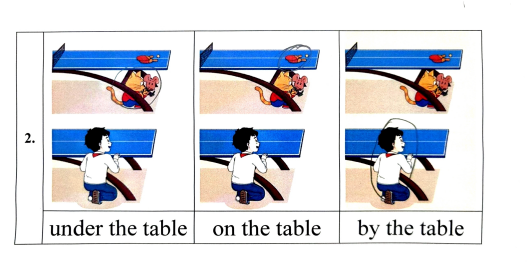 2.
under the table on the table by the table